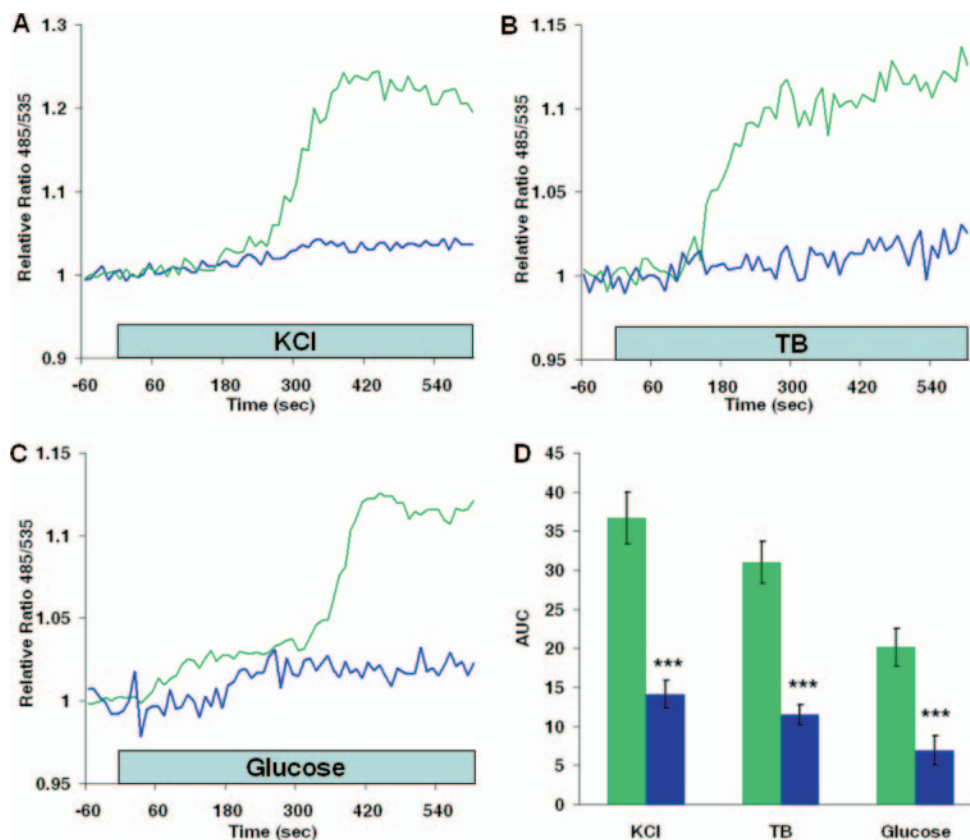 A
1.3
1.2
1.1
1
0.9
Relative Ratio 485/535
KCl
-60 60 180 300 420 540
Time (sec)
B
1.15
1.1
1.05
1
0.95
Relative Ratio 485/535
TB
-60 60 180 300 420 540
Time (sec)
C
1.15
1.1
1.05
1
0.95
Relative Ratio 485/535
Glucose
-60 60 180 300 420 540
Time (sec)
D
45
40
35
30
25
20
15
10
5
0
AUC
***
***
***
KCl TB Glucose